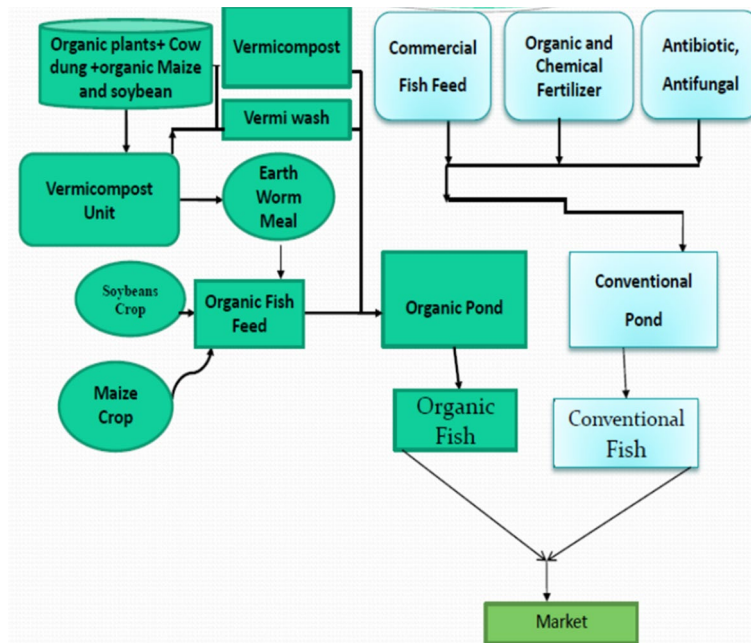 Organic plants+ Cow
dung +organic Maize
and soybean
Vermicompost
Vermi wash
Vermicompost
Unit
Earth
Worm
Meal
Soybeans
Crop
Organic Fish
Feed
Maize
Crop
Organic Pond
Organic
Fish
Commercial
Fish Feed
Organic and
Chemical
Fertilizer
Antibiotic,
Antifungal
Conventional
Pond
Conventional
Fish
Market